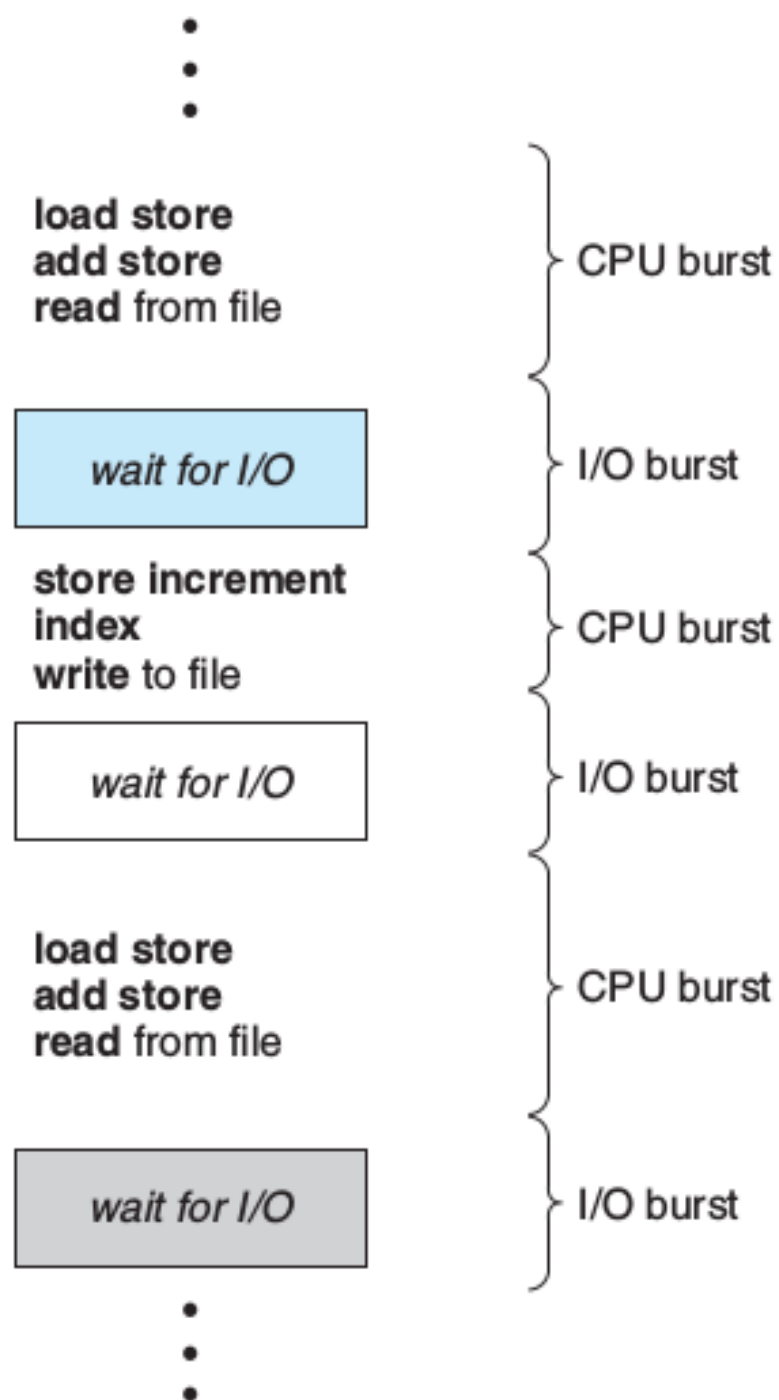 load store
add store
read from file
CPU burst
wait for I/O
I/O burst
store increment
index
write to file
CPU burst
wait for I/O
I/O burst
load store
add store
read from file
CPU burst
wait for I/O
I/O burst